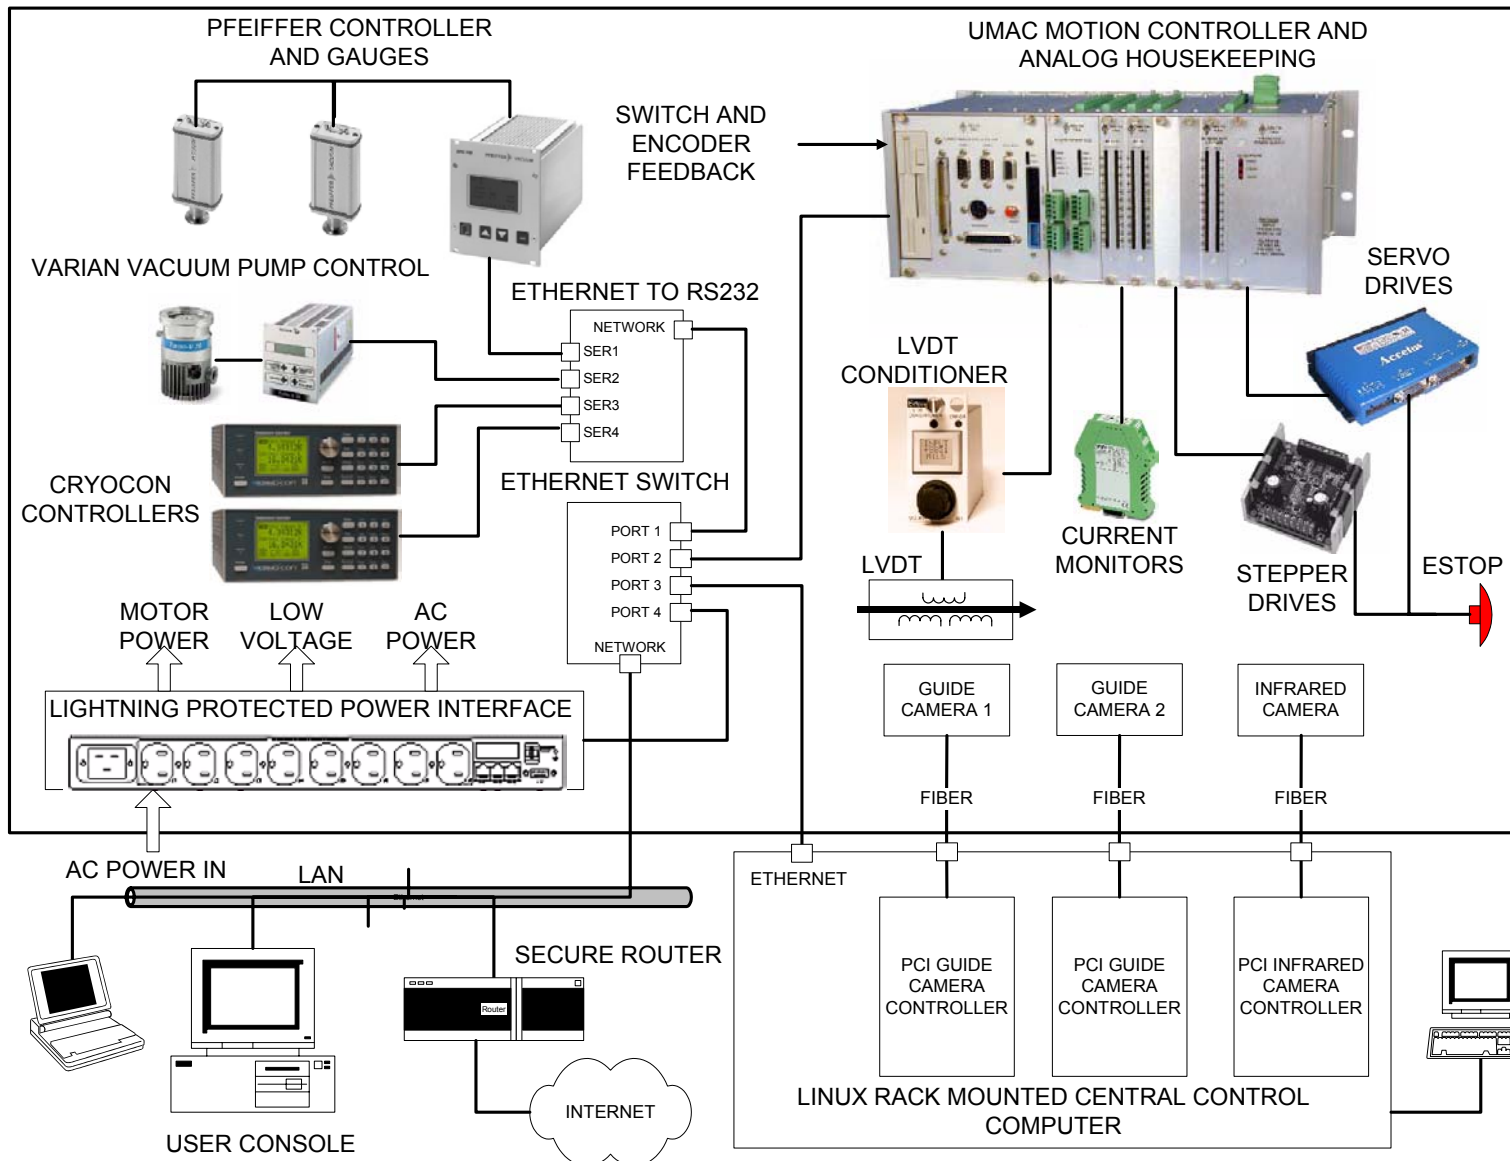 PFEIFFER CONTROLLER
AND GAUGES
UMAC MOTION CONTROLLER AND
ANALOG HOUSEKEEPING
SWITCH AND
ENCODER
FEEDBACK
VARIAN VACUUM PUMP CONTROL
SERVO
DRIVES
ETHERNET TO RS232
NETWORK
SER1
SER2
SER3
SER4
LVDT
CONDITIONER
Accelus
CRYOCON
CONTROLLERS
ETHERNET SWITCH
PORT 1
PORT 2
PORT 3
PORT 4
NETWORK
CURRENT
MONITORS
LVDT
STEPPER
DRIVES
ESTOP
MOTOR
POWER
LOW
VOLTAGE
AC
POWER
LIGHTNING PROTECTED POWER INTERFACE
GUIDE
CAMERA 1
GUIDE
CAMERA 2
INFRARED
CAMERA
FIBER
FIBER
FIBER
AC POWER IN
LAN
ETHERNET
SECURE ROUTER
Router
PCI GUIDE
CAMERA
CONTROLLER
PCI GUIDE
CAMERA
CONTROLLER
PCI INFRARED
CAMERA
CONTROLLER
INTERNET
USER CONSOLE
LINUX RACK MOUNTED CENTRAL CONTROL
COMPUTER